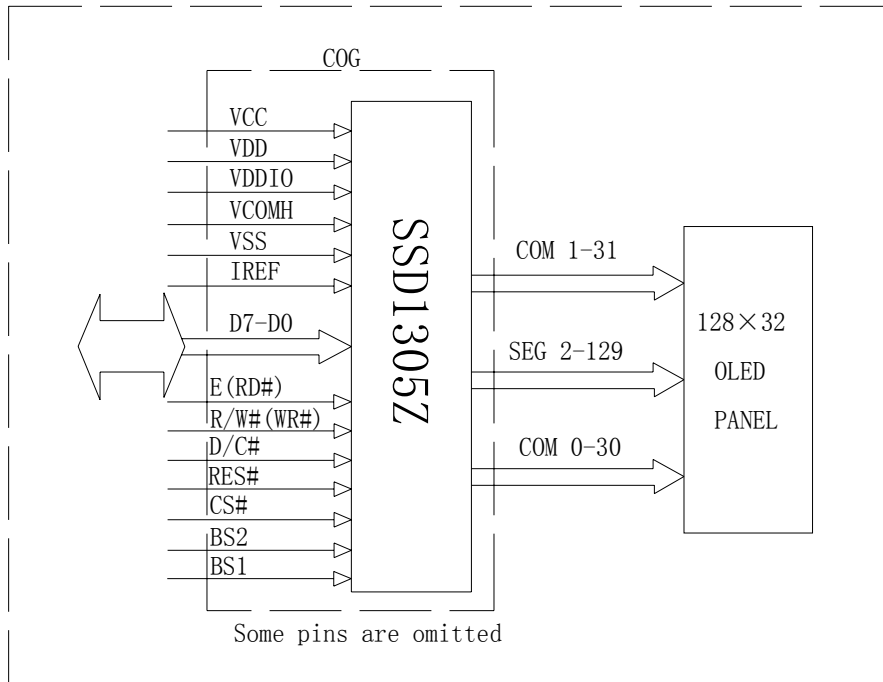 COG
VCC
VDD
VDDIO
VCOMH
VSS
IREF
D7-D0
E(RD#)
R/W#(WR#)
D/C#
RES#
CS#
BS2
BS1
SSD1305Z
COM 1-31
SEG 2-129
COM 0-30
128×32
OLED
PANEL
Some pins are omitted